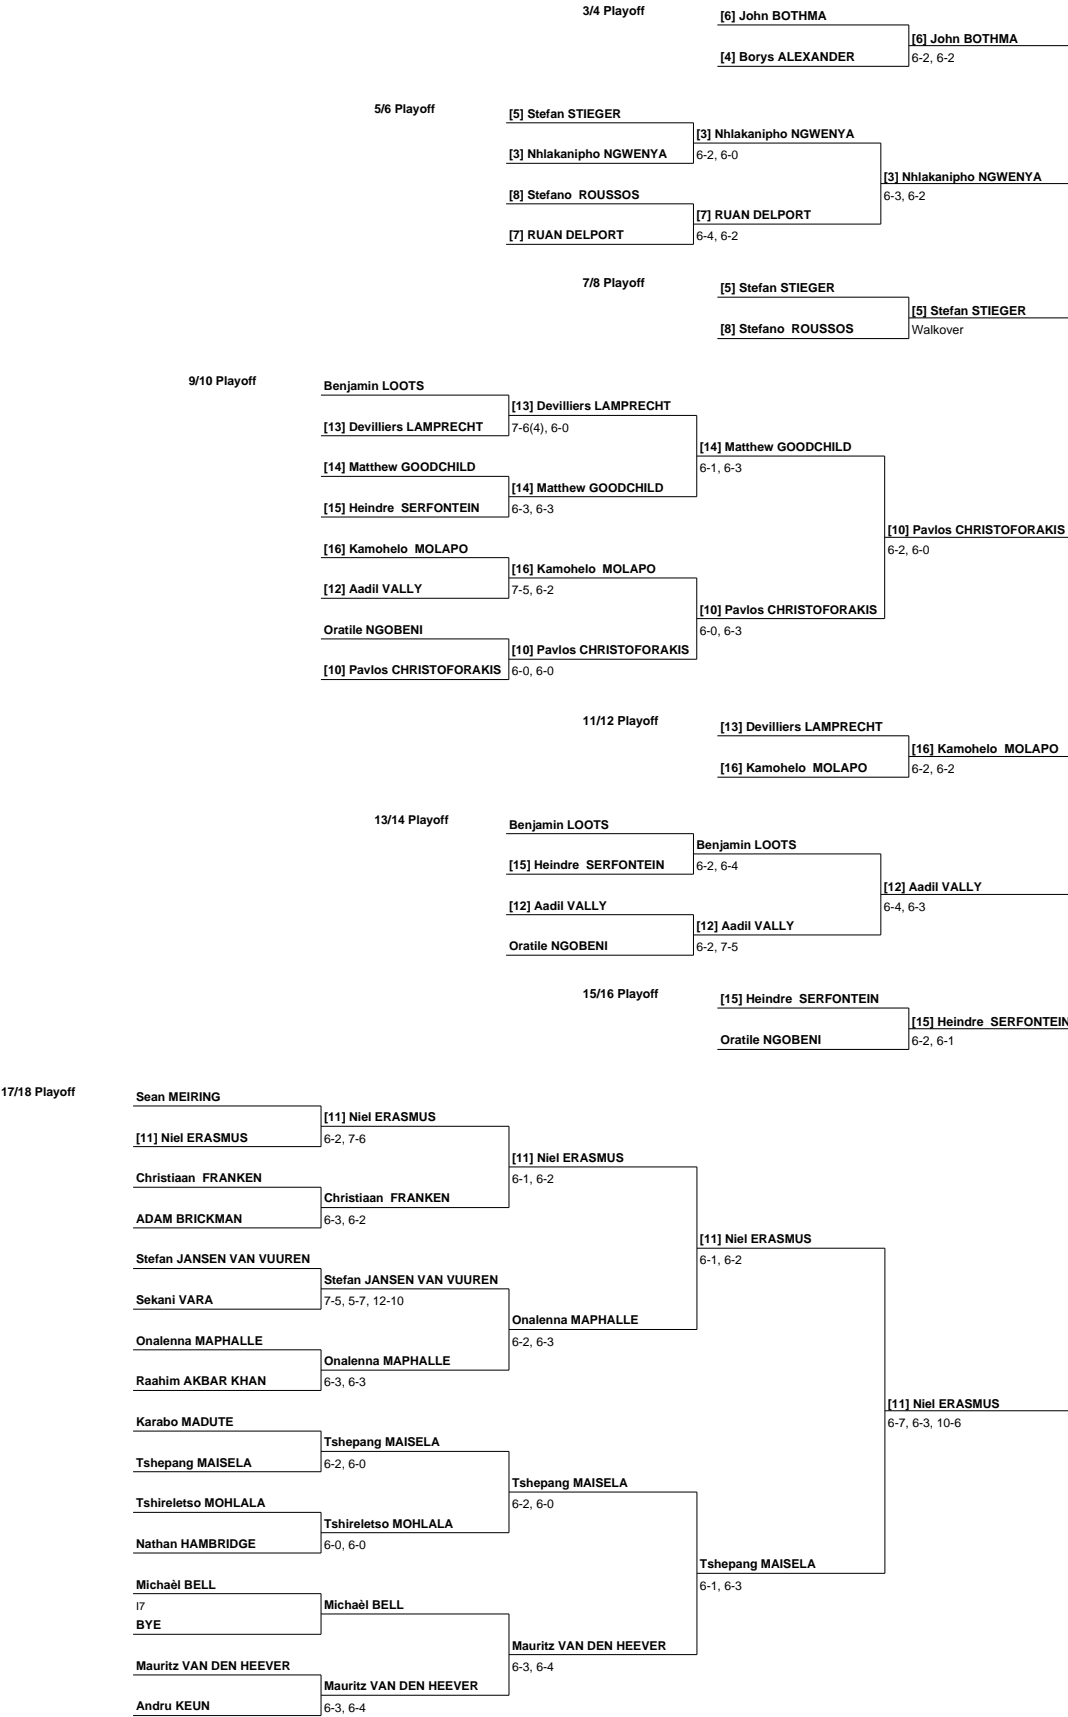 3/4 Playoff
[6] John BOTHMA
[6] John BOTHMA
[4] Borys ALEXANDER
6-2, 6-2
5/6 Playoff
[5] Stefan STIEGER
[3] Nhlakanipho NGWENYA
[3] Nhlakanipho NGWENYA
6-2, 6-0
[3] Nhlakanipho NGWENYA
6-3, 6-2
[8] Stefano  ROUSSOS
[7] RUAN DELPORT
[7] RUAN DELPORT
6-4, 6-2
7/8 Playoff
[5] Stefan STIEGER
[5] Stefan STIEGER
[8] Stefano  ROUSSOS
Walkover
9/10 Playoff
Benjamin LOOTS
[13] Devilliers LAMPRECHT
[13] Devilliers LAMPRECHT
7-6(4), 6-0
[14] Matthew GOODCHILD
6-1, 6-3
[14] Matthew GOODCHILD
[14] Matthew GOODCHILD
[15] Heindre  SERFONTEIN
6-3, 6-3
[10] Pavlos CHRISTOFORAKIS
6-2, 6-0
[16] Kamohelo  MOLAPO
[16] Kamohelo  MOLAPO
[12] Aadil VALLY
7-5, 6-2
[10] Pavlos CHRISTOFORAKIS
6-0, 6-3
Oratile NGOBENI
[10] Pavlos CHRISTOFORAKIS
[10] Pavlos CHRISTOFORAKIS
6-0, 6-0
11/12 Playoff
[13] Devilliers LAMPRECHT
[16] Kamohelo  MOLAPO
[16] Kamohelo  MOLAPO
6-2, 6-2
13/14 Playoff
Benjamin LOOTS
Benjamin LOOTS
[15] Heindre  SERFONTEIN
6-2, 6-4
[12] Aadil VALLY
6-4, 6-3
[12] Aadil VALLY
[12] Aadil VALLY
Oratile NGOBENI
6-2, 7-5
15/16 Playoff
[15] Heindre  SERFONTEIN
[15] Heindre  SERFONTEIN
Oratile NGOBENI
6-2, 6-1
17/18 Playoff
Sean MEIRING
[11] Niel ERASMUS
[11] Niel ERASMUS
6-2, 7-6
[11] Niel ERASMUS
6-1, 6-2
Christiaan  FRANKEN
Christiaan  FRANKEN
ADAM BRICKMAN
6-3, 6-2
[11] Niel ERASMUS
6-1, 6-2
Stefan JANSEN VAN VUUREN
Stefan JANSEN VAN VUUREN
Sekani VARA
7-5, 5-7, 12-10
Onalenna MAPHALLE
6-2, 6-3
Onalenna MAPHALLE
Onalenna MAPHALLE
Raahim AKBAR KHAN
6-3, 6-3
[11] Niel ERASMUS
6-7, 6-3, 10-6
Karabo MADUTE
Tshepang MAISELA
Tshepang MAISELA
6-2, 6-0
Tshepang MAISELA
6-2, 6-0
Tshireletso MOHLALA
Tshireletso MOHLALA
Nathan HAMBRIDGE
6-0, 6-0
Tshepang MAISELA
6-1, 6-3
Michaèl BELL
I7
Michaèl BELL
BYE
Mauritz VAN DEN HEEVER
6-3, 6-4
Mauritz VAN DEN HEEVER
Mauritz VAN DEN HEEVER
Andru KEUN
6-3, 6-4